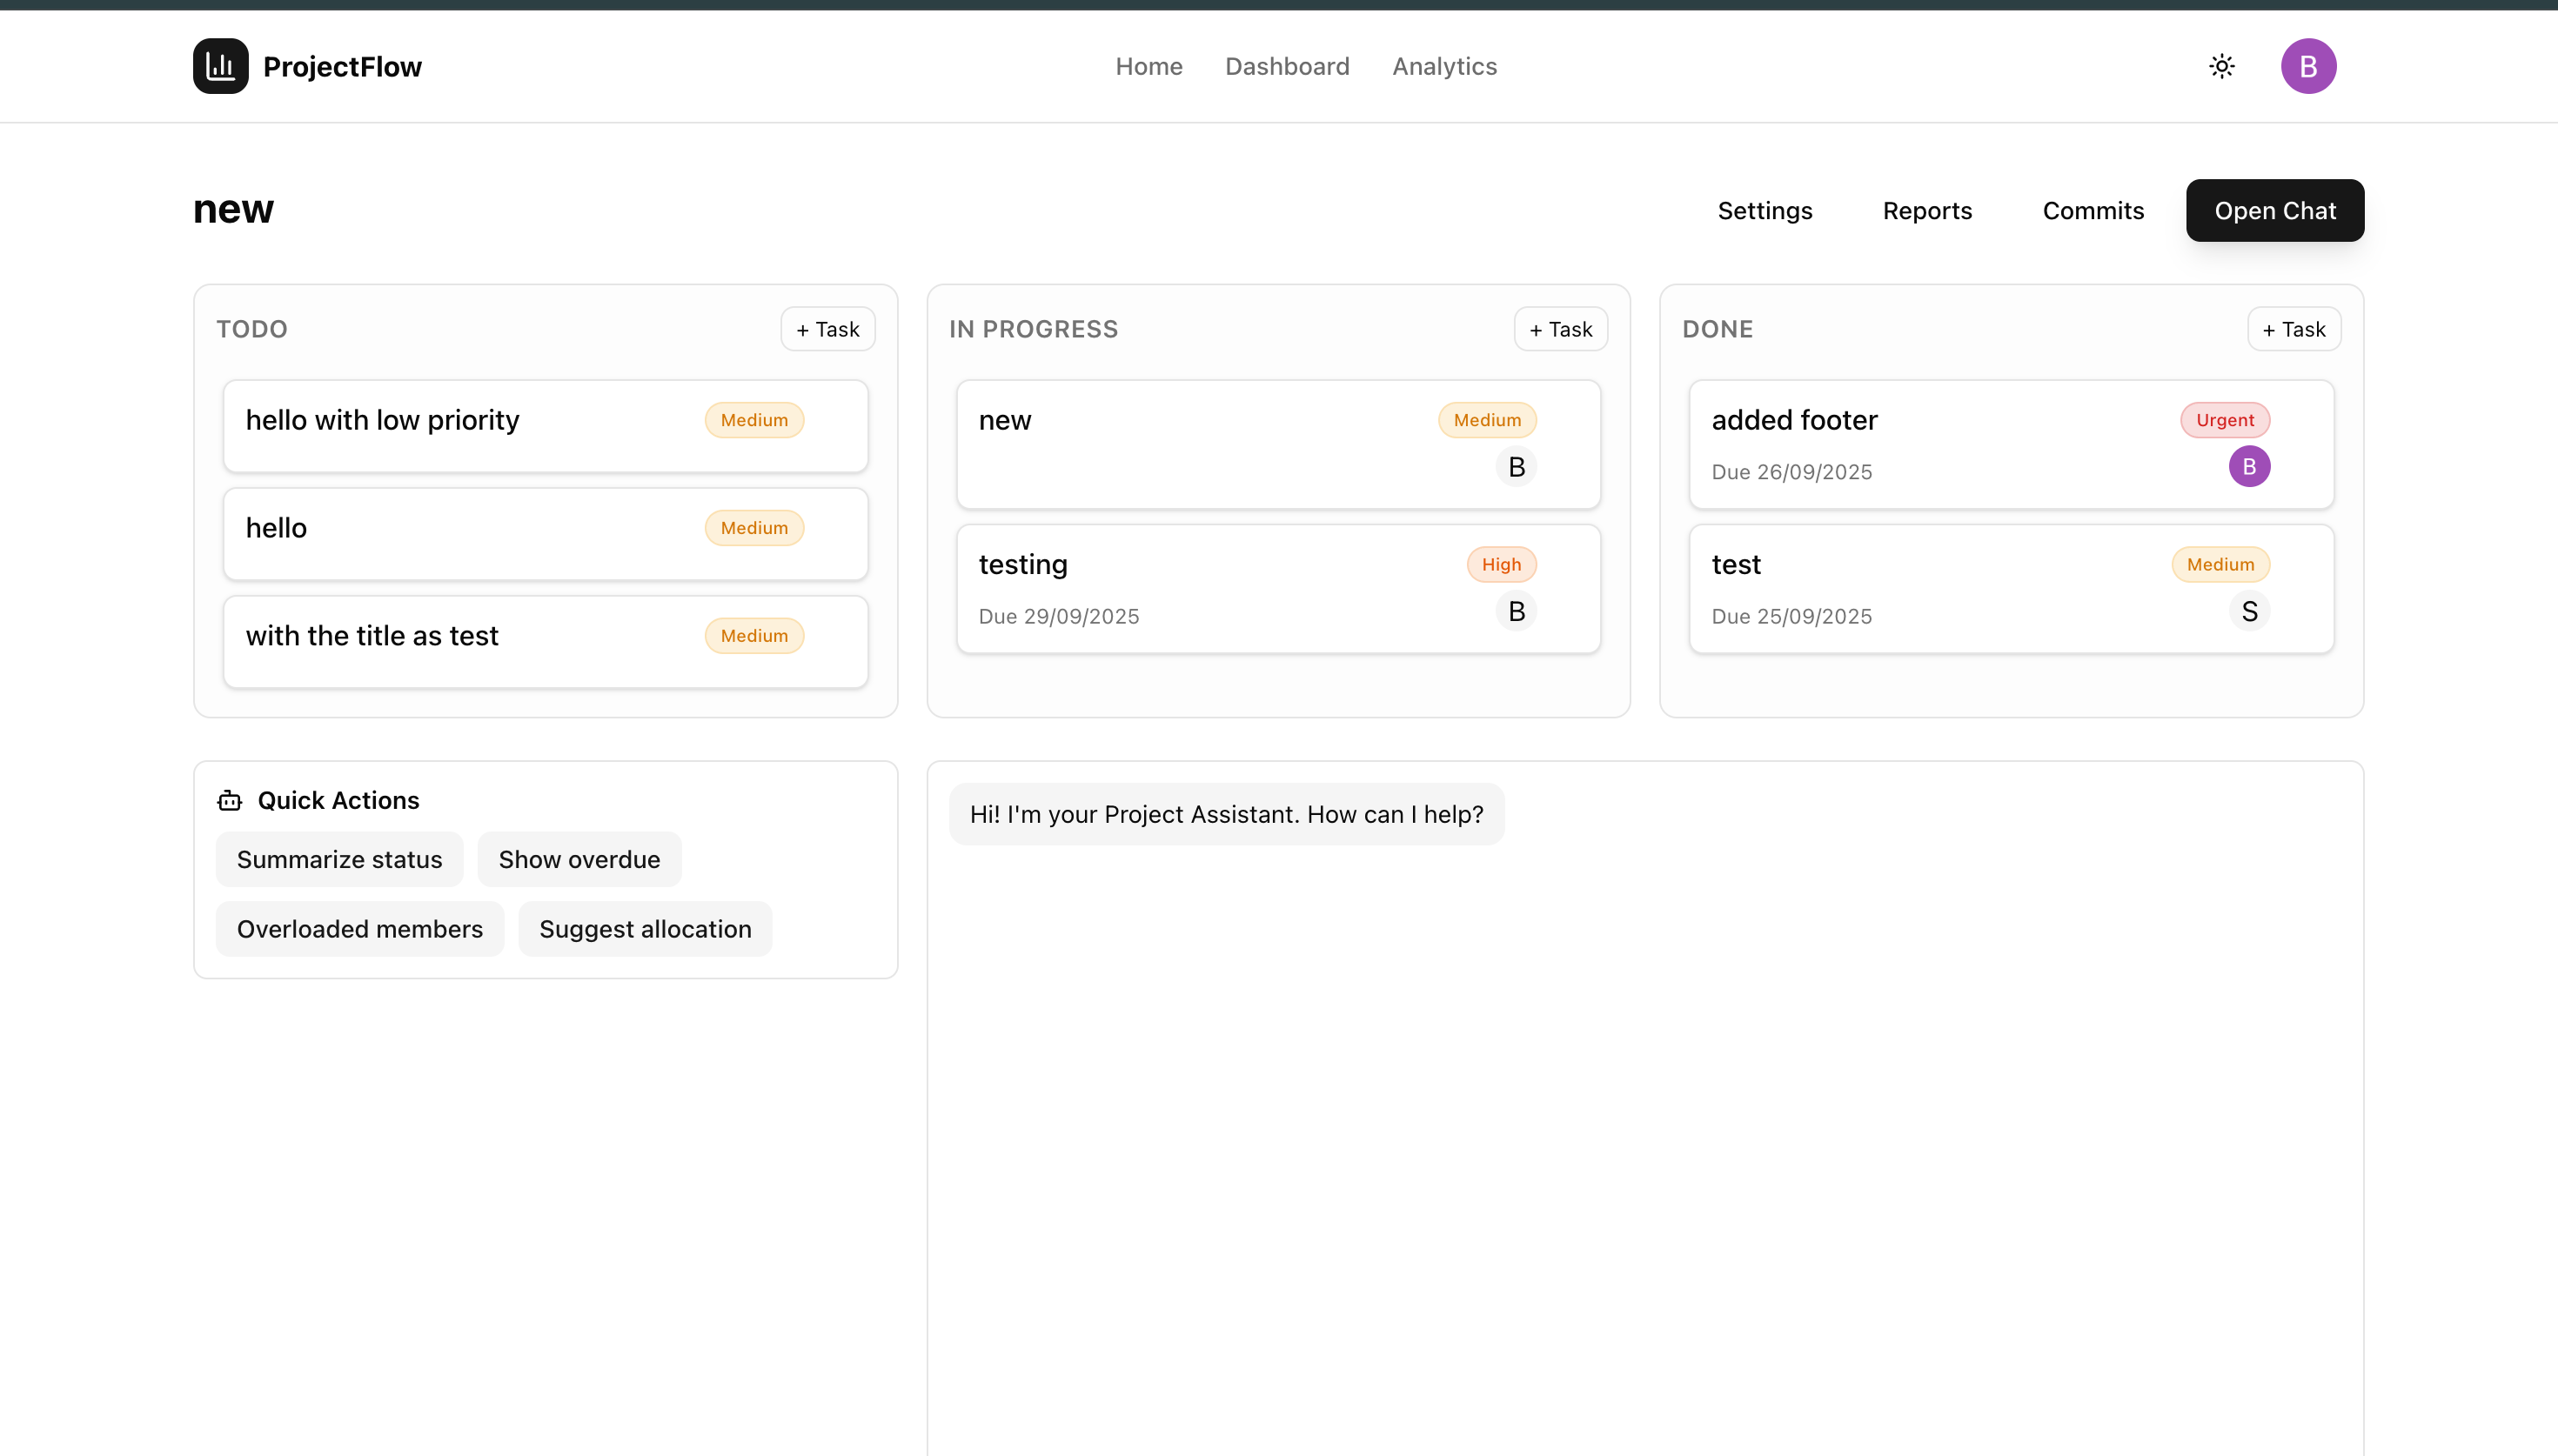 ProjectFlow
Home Dashboard Analytics
B
new
Settings Reports Commits Open Chat
TODO
+ Task
hello with low priority Medium
hello Medium
with the title as test Medium
IN PROGRESS
+ Task
new Medium
B
testing High
Due 29/09/2025 B
DONE
+ Task
added footer Urgent
Due 26/09/2025 B
test Medium
Due 25/09/2025 S
Quick Actions
Summarize status Show overdue
Overloaded members Suggest allocation
Hi! I'm your Project Assistant. How can I help?